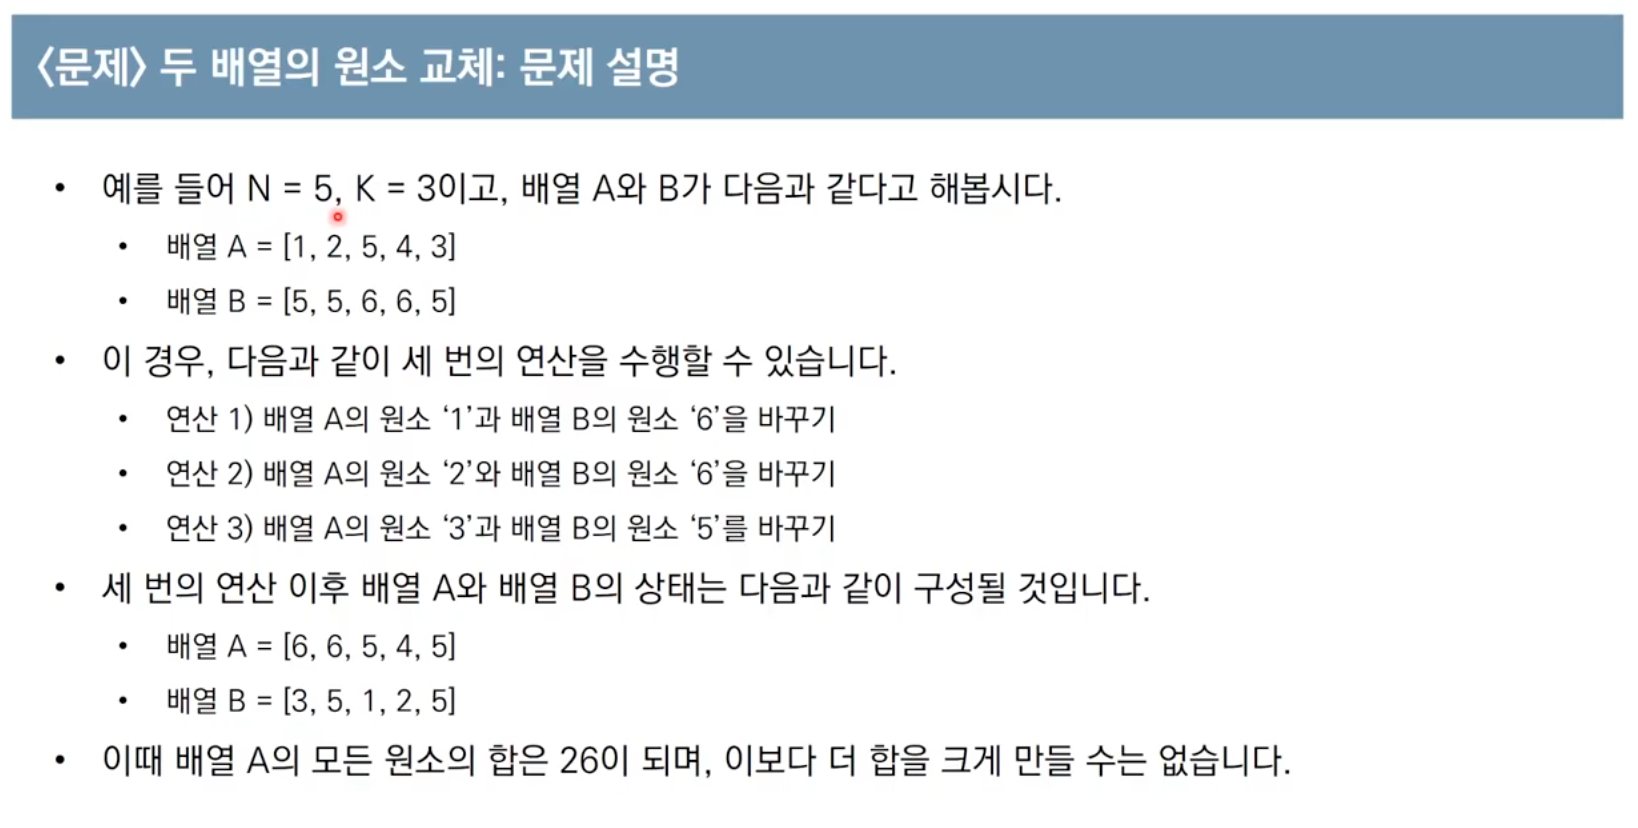 〈문제〉 두 배열의 원소 교체: 문제 설명
• 예를 들어 N = 5, K = 3이고, 배열 A와 B가 다음과 같다고 해봅시다.
• 배열 A = [1, 2, 5, 4, 3]
• 배열 B = [5, 5, 6, 6, 5]
• 이 경우, 다음과 같이 세 번의 연산을 수행할 수 있습니다.
• 연산 1) 배열 A의 원소 ‘1’과 배열 B의 원소 ‘6’을 바꾸기
• 연산 2) 배열 A의 원소 ‘2’와 배열 B의 원소 ‘6’을 바꾸기
• 연산 3) 배열 A의 원소 ‘3’과 배열 B의 원소 ‘5’를 바꾸기
• 세 번의 연산 이후 배열 A와 배열 B의 상태는 다음과 같이 구성될 것입니다.
• 배열 A = [6, 6, 5, 4, 5]
• 배열 B = [3, 5, 1, 2, 5]
• 이때 배열 A의 모든 원소의 합은 26이 되며, 이보다 더 합을 크게 만들 수는 없습니다.